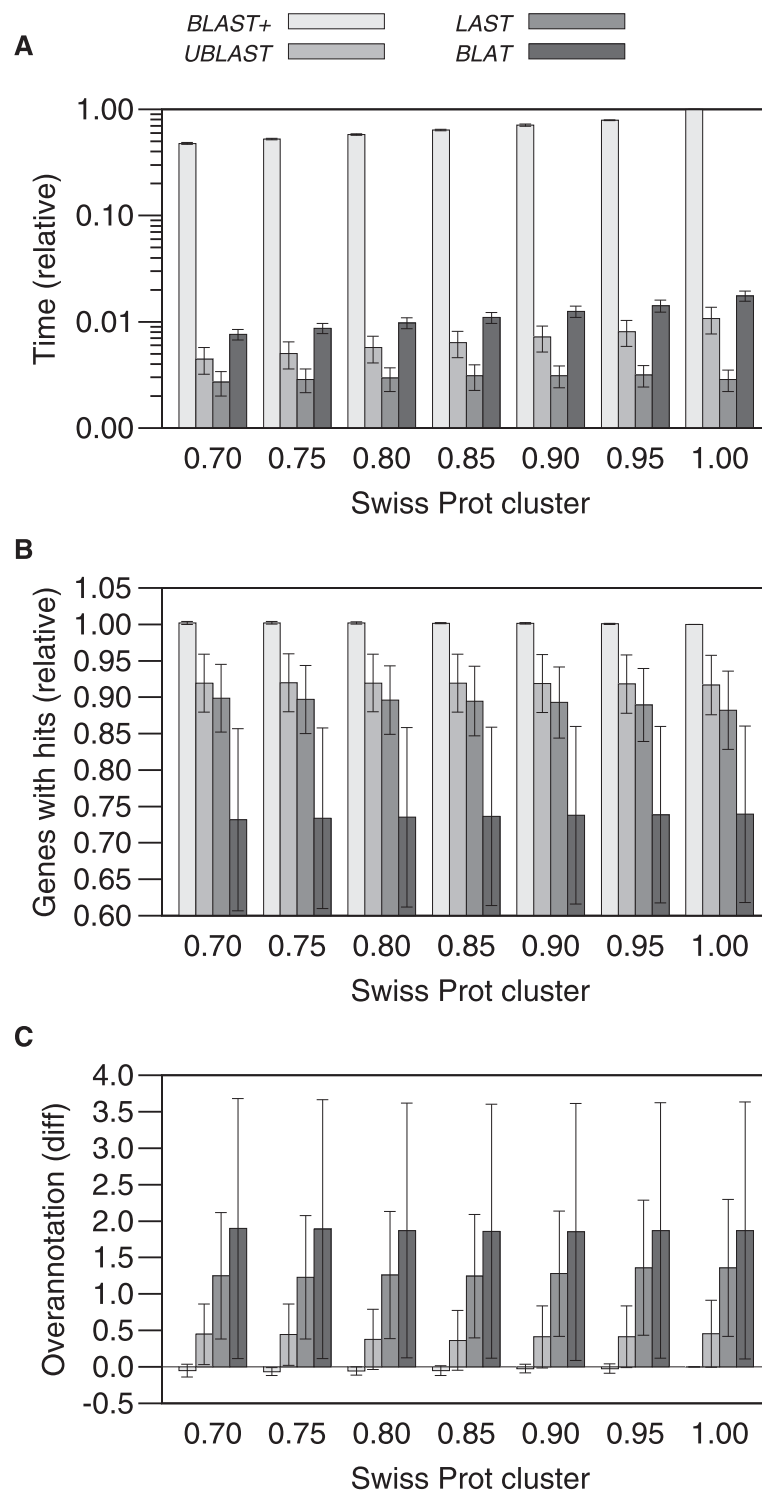 BLAST+ LAST
A UBLAST BLAT
1.00
0.10
0.01
0.00
Time (relative)
0.70 0.75 0.80 0.85 0.90 0.95 1.00
Swiss Prot cluster
B
1.05
1.00
0.95
0.90
0.85
0.80
0.75
0.70
0.65
0.60
Genes with hits (relative)
0.70 0.75 0.80 0.85 0.90 0.95 1.00
Swiss Prot cluster
C
4.0
3.5
3.0
2.5
2.0
1.5
1.0
0.5
0.0
-0.5
Overannotation (diff)
0.70 0.75 0.80 0.85 0.90 0.95 1.00
Swiss Prot cluster